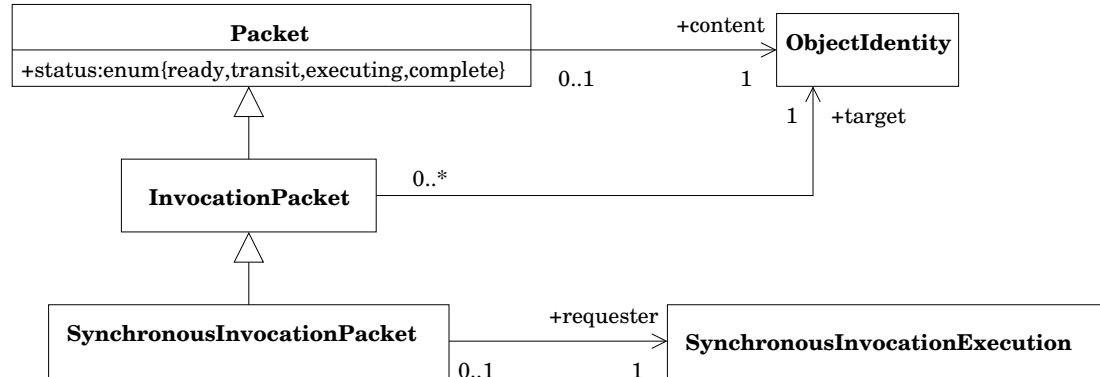 Packet
+status:enum{ready,transit,executing,complete}
+content
ObjectIdentity
0..1
1
1
+target
InvocationPacket
0..*
SynchronousInvocationPacket
+requester
SynchronousInvocationExecution
0..1
1